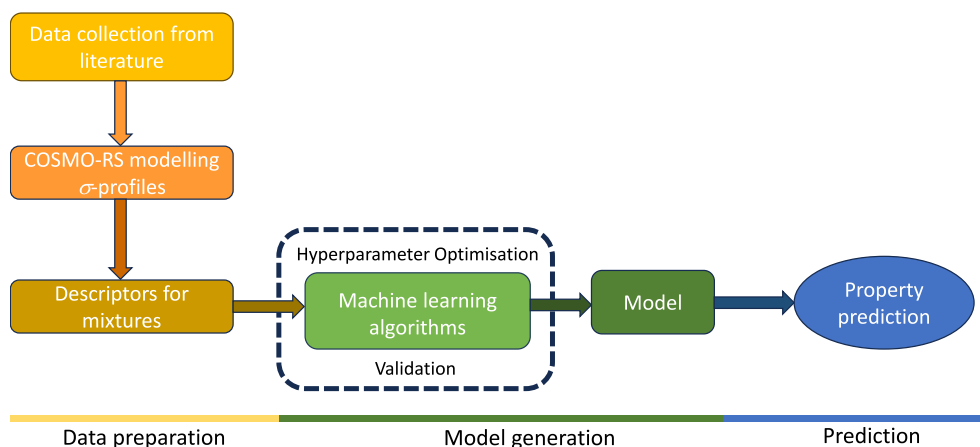 Data collection from
literature
COSMO-RS modelling
σ-profiles
Descriptors for
mixtures
Hyperparameter Optimisation
Machine learning
algorithms
Validation
Model
Property
prediction
Data preparation
Model generation
Prediction